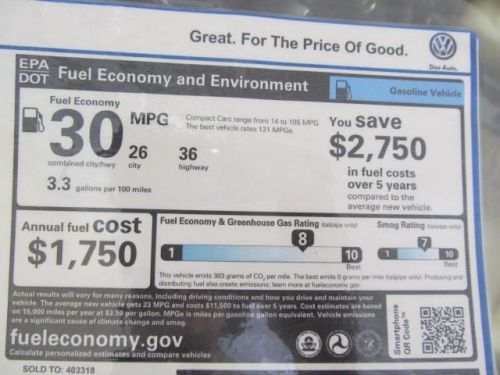 Great. For The Price Of Good.
Das Auto.
EPA
DOT
Fuel Economy and Environment
Gasoline Vehicle
Fuel Economy
30 MPG
combined city/hwy
26
city
36
highway
Compact Cars range from 14 to 105 MPG.
The best vehicle rates 121 MPGe.
3.3 gallons per 100 miles
You save
$2,750
in fuel costs
over 5 years
compared to the
average new vehicle.
Annual fuel cost
$1,750
Fuel Economy & Greenhouse Gas Rating (tailpipe only)
1
8
10
Best
Smog Rating (tailpipe only)
1
7
10
Best
This vehicle emits 303 grams of CO2 per mile. The best emits 0 grams per mile (tailpipe only). Producing and
distributing fuel also create emissions; learn more at fueleconomy.gov.
Actual results will vary for many reasons, including driving conditions and how you drive and maintain your
vehicle. The average new vehicle gets 23 MPG and costs $11,500 to fuel over 5 years. Cost estimates are based
on 15,000 miles per year at $3.50 per gallon. MPGe is miles per gasoline gallon equivalent. Vehicle emissions
are a significant cause of climate change and smog.
fueleconomy.gov
Calculate personalized estimates and compare vehicles
Smartphone
QR Code™
SOLD TO: 403318